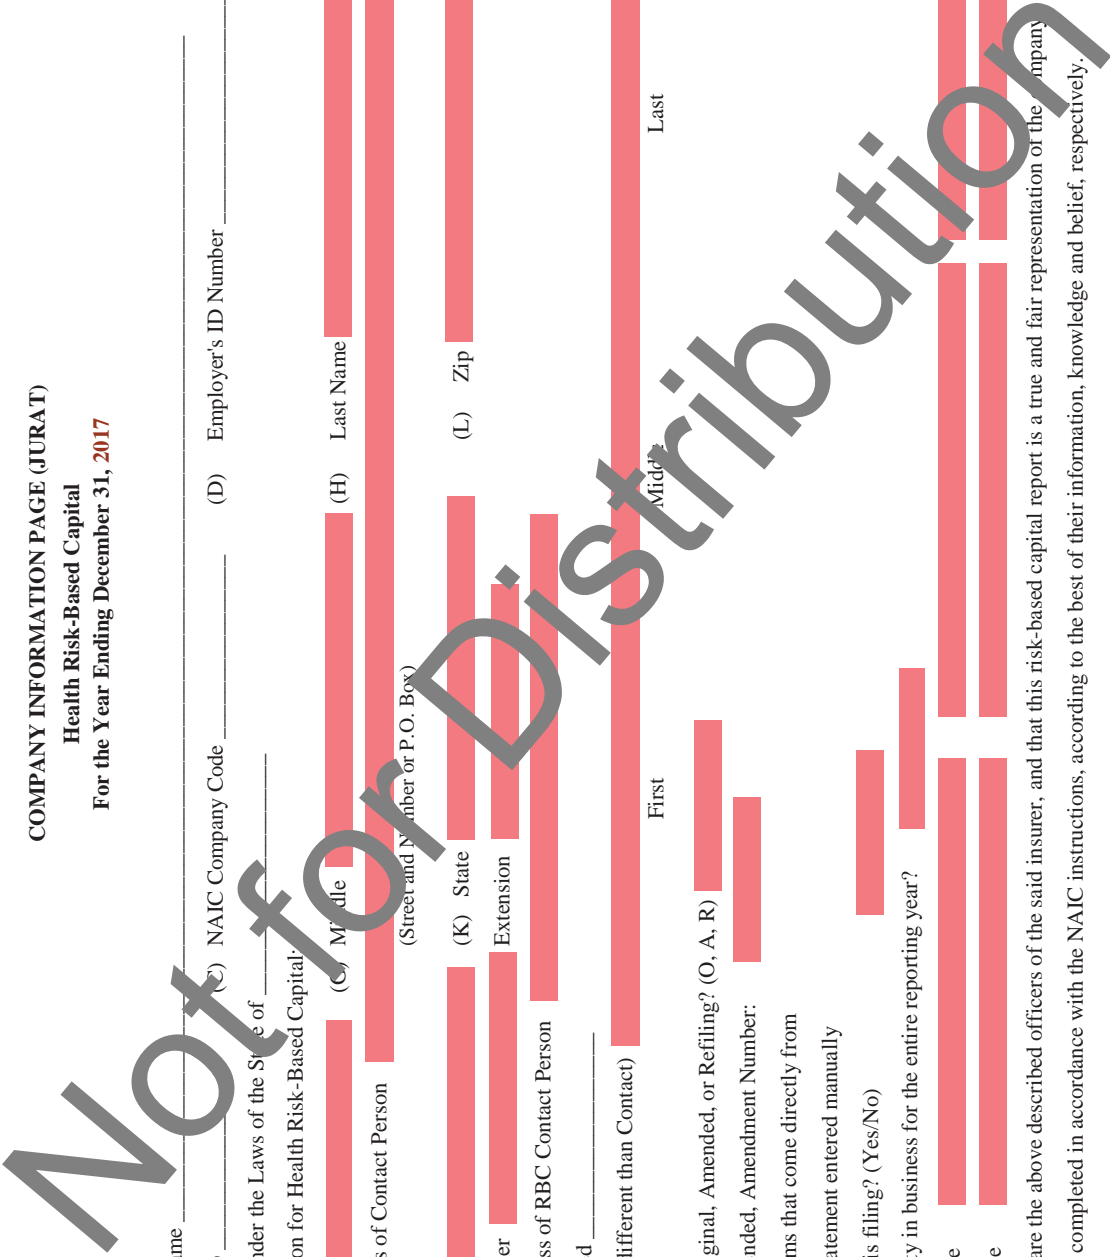 COMPANY INFORMATION PAGE (JURAT)
Health Risk-Based Capital
For the Year Ending December 31, 2017
ame
(C) NAIC Company Code (D) Employer's ID Number
nder the Laws of the State of
on for Health Risk-Based Capital:
(G) Middle (H) Last Name
s of Contact Person
(Street and Number or P.O. Box)
(K) State (L) Zip
er Extension
ss of RBC Contact Person
d
different than Contact)
First Middle Last
ginal, Amended, or Refiling? (O, A, R)
nded, Amendment Number:
ms that come directly from
atement entered manually
is filing? (Yes/No)
y in business for the entire reporting year?
e
e
are the above described officers of the said insurer, and that this risk-based capital report is a true and fair representation of the company
completed in accordance with the NAIC instructions, according to the best of their information, knowledge and belief, respectively.
Not for Distribution